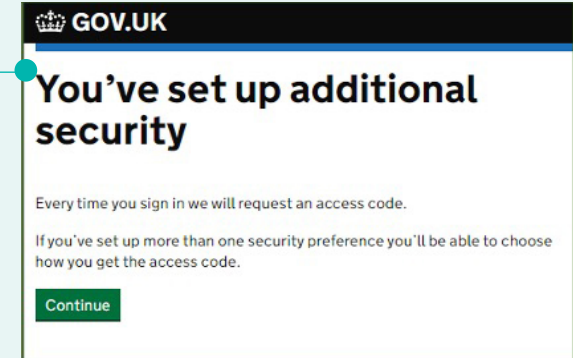 GOV.UK
You've set up additional
security
Every time you sign in we will request an access code.
If you've set up more than one security preference you'll be able to choose
how you get the access code.
Continue